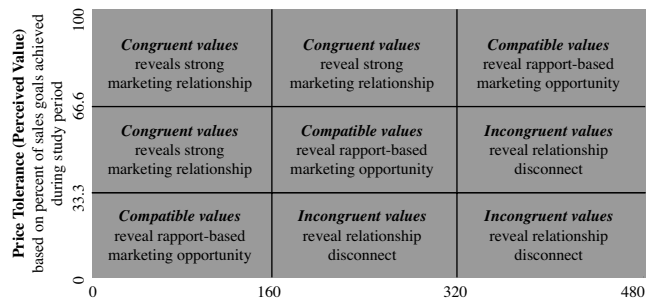 Price Tolerance (Perceived Value)
based on percent of sales goals achieved
during study period
100
66.6
33.3
0
Congruent values
reveals strong
marketing relationship
Congruent values
reveal strong
marketing relationship
Compatible values
reveal rapport-based
marketing opportunity
Congruent values
reveals strong
marketing relationship
Compatible values
reveal rapport-based
marketing opportunity
Incongruent values
reveal relationship
disconnect
Compatible values
reveal rapport-based
marketing opportunity
Incongruent values
reveal relationship
disconnect
Incongruent values
reveal relationship
disconnect
0
160
320
480